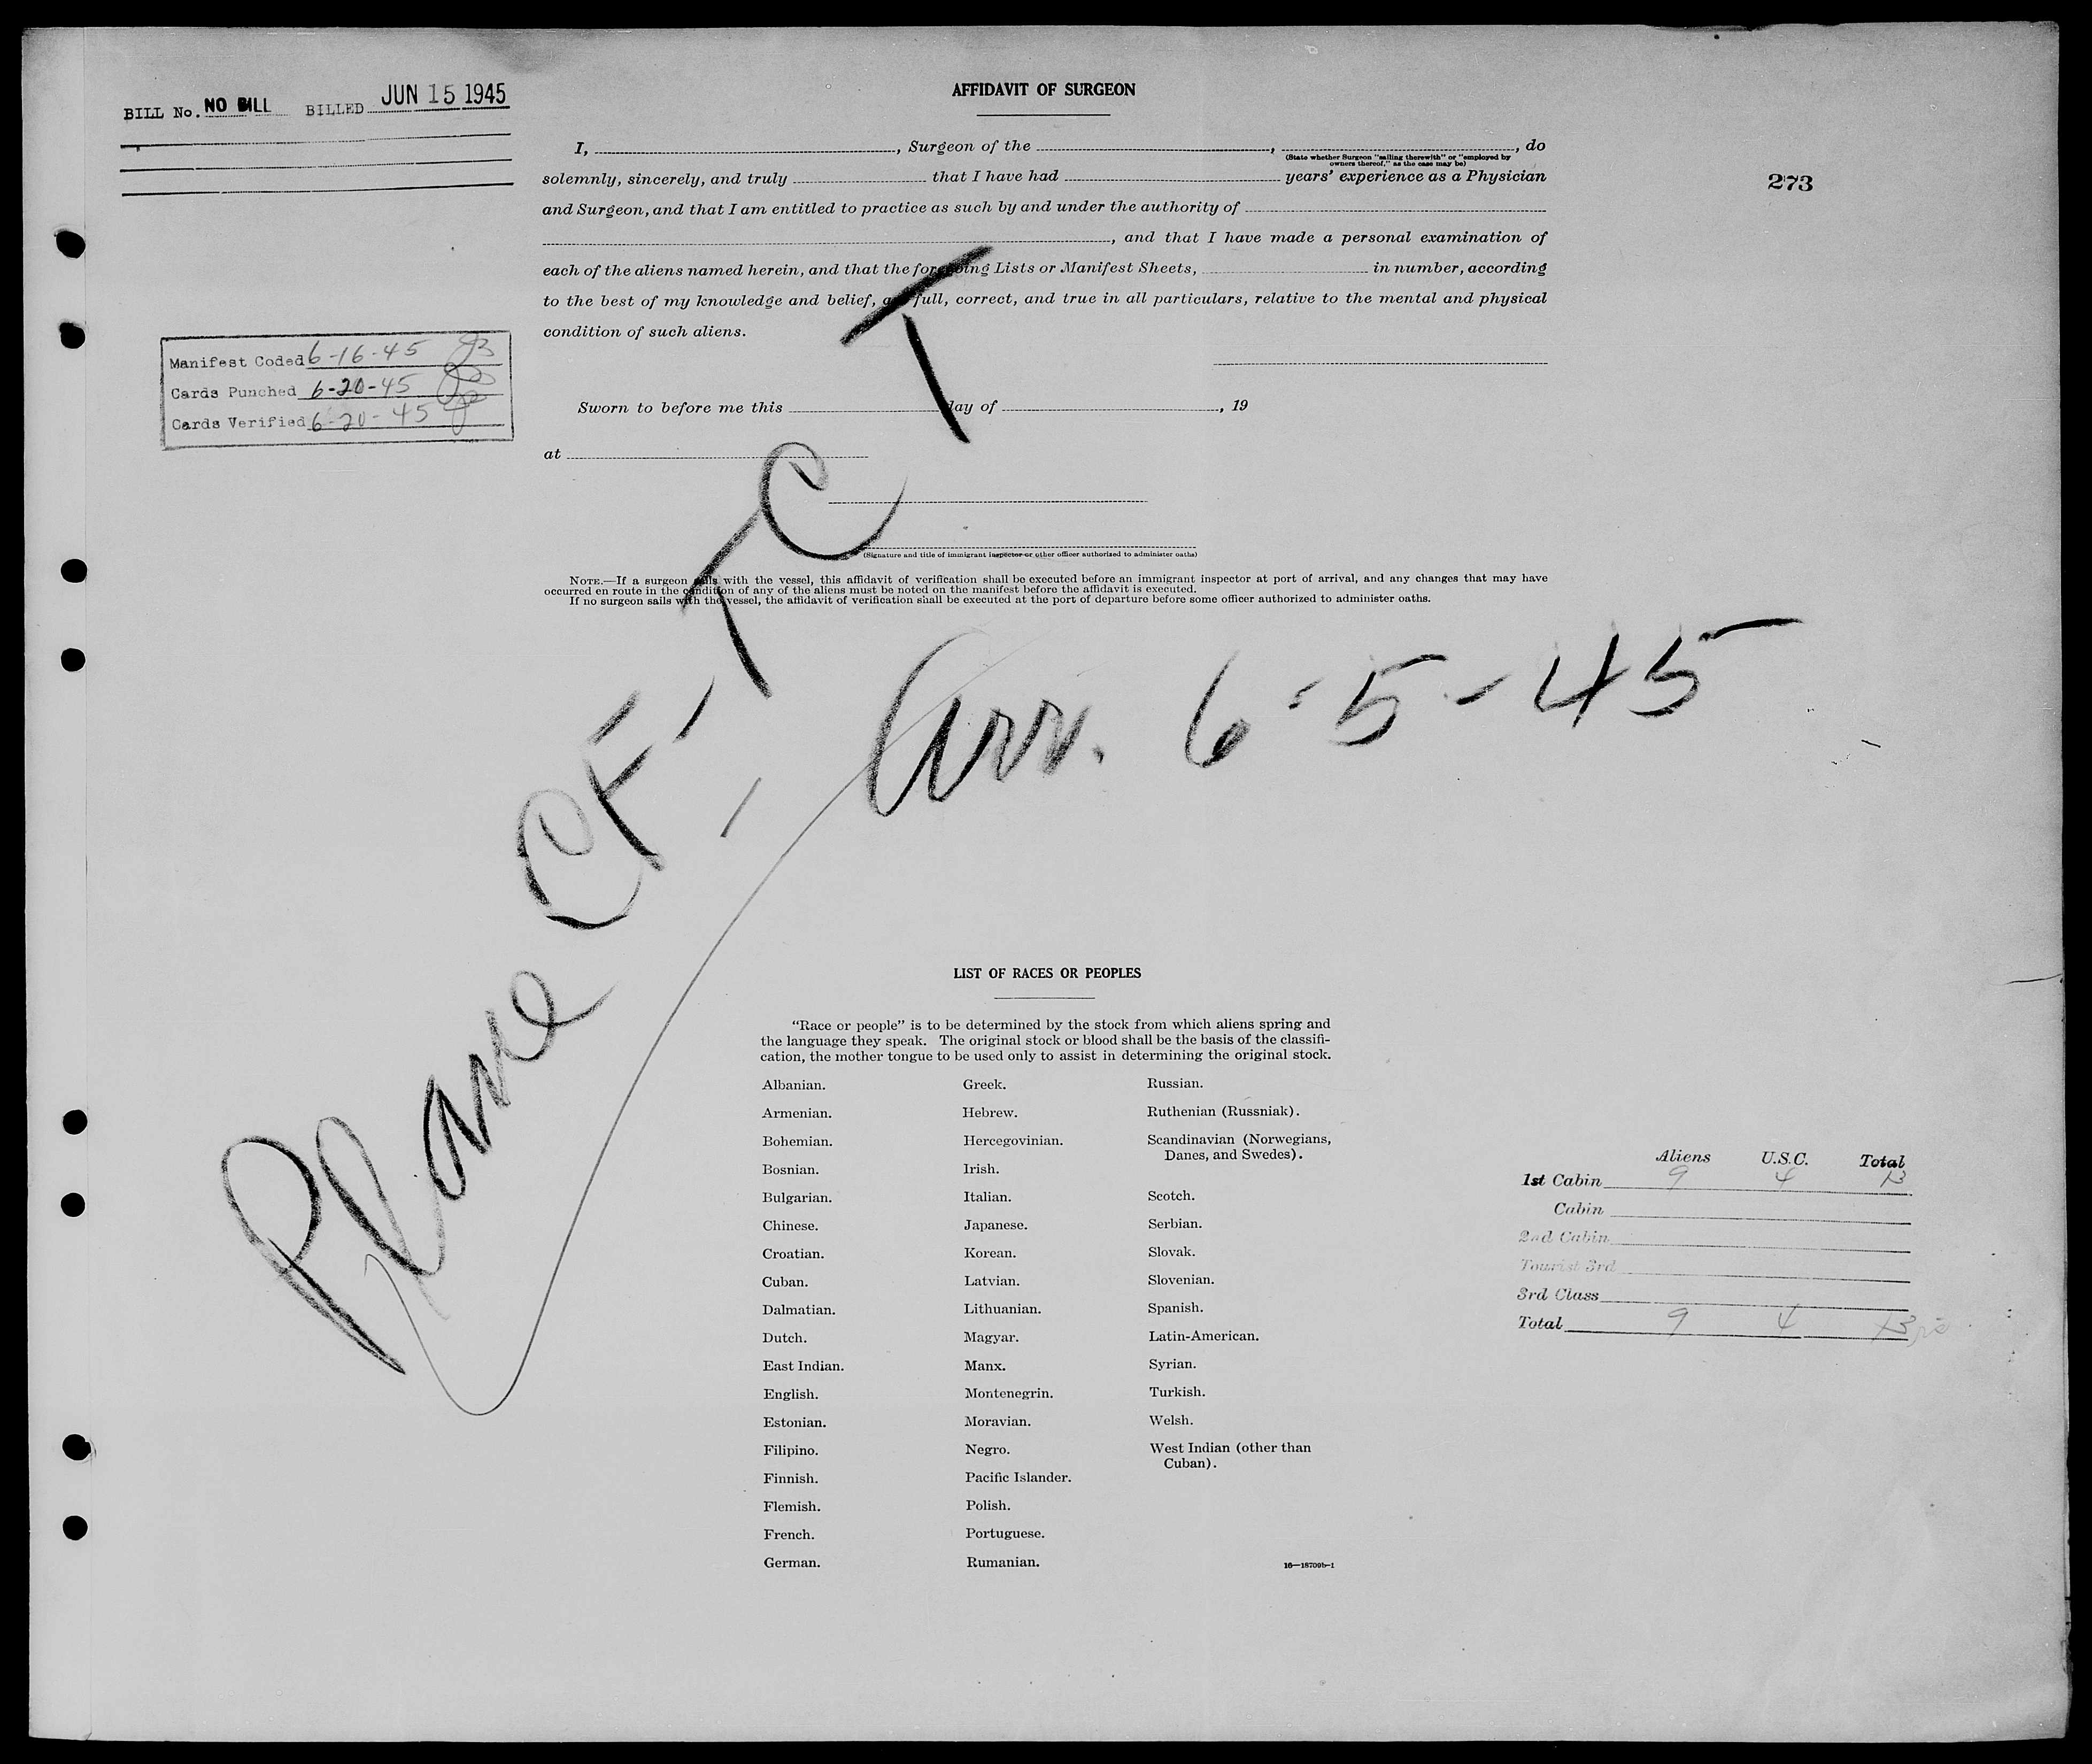 BILL No. NO BILL BILLED JUN 15 1945
AFFIDAVIT OF SURGEON
273
I, , Surgeon of the , , do
(State whether Surgeon "sailing therewith" or "employed by
owners thereof," as the case may be)
solemnly, sincerely, and truly that I have had years' experience as a Physician
and Surgeon, and that I am entitled to practice as such by and under the authority of
, and that I have made a personal examination of
each of the aliens named herein, and that the foregoing Lists or Manifest Sheets, in number, according
to the best of my knowledge and belief, are full, correct, and true in all particulars, relative to the mental and physical
condition of such aliens.
Manifest Coded 6-16-45
Cards Punched 6-20-45
Cards Verified 6-20-45
Sworn to before me this day of , 19
at
(Signature and title of immigrant inspector or other officer authorized to administer oaths)
NOTE.—If a surgeon sails with the vessel, this affidavit of verification shall be executed before an immigrant inspector at port of arrival, and any changes that may have
occurred en route in the condition of any of the aliens must be noted on the manifest before the affidavit is executed.
If no surgeon sails with the vessel, the affidavit of verification shall be executed at the port of departure before some officer authorized to administer oaths.
Plane CF-TCT
Arr. 6-5-45
LIST OF RACES OR PEOPLES
"Race or people" is to be determined by the stock from which aliens spring and
the language they speak. The original stock or blood shall be the basis of the classifi-
cation, the mother tongue to be used only to assist in determining the original stock.
Albanian.
Armenian.
Bohemian.
Bosnian.
Bulgarian.
Chinese.
Croatian.
Cuban.
Dalmatian.
Dutch.
East Indian.
English.
Estonian.
Filipino.
Finnish.
Flemish.
French.
German.
Greek.
Hebrew.
Hercegovinian.
Irish.
Italian.
Japanese.
Korean.
Latvian.
Lithuanian.
Magyar.
Manx.
Montenegrin.
Moravian.
Negro.
Pacific Islander.
Polish.
Portuguese.
Rumanian.
Russian.
Ruthenian (Russniak).
Scandinavian (Norwegians,
Danes, and Swedes).
Scotch.
Serbian.
Slovak.
Slovenian.
Spanish.
Latin-American.
Syrian.
Turkish.
Welsh.
West Indian (other than
Cuban).
16—18709b-1
Aliens U.S.C. Total
1st Cabin 9 4 13
Cabin
2nd Cabin
Tourist 3rd
3rd Class
Total 9 4 13